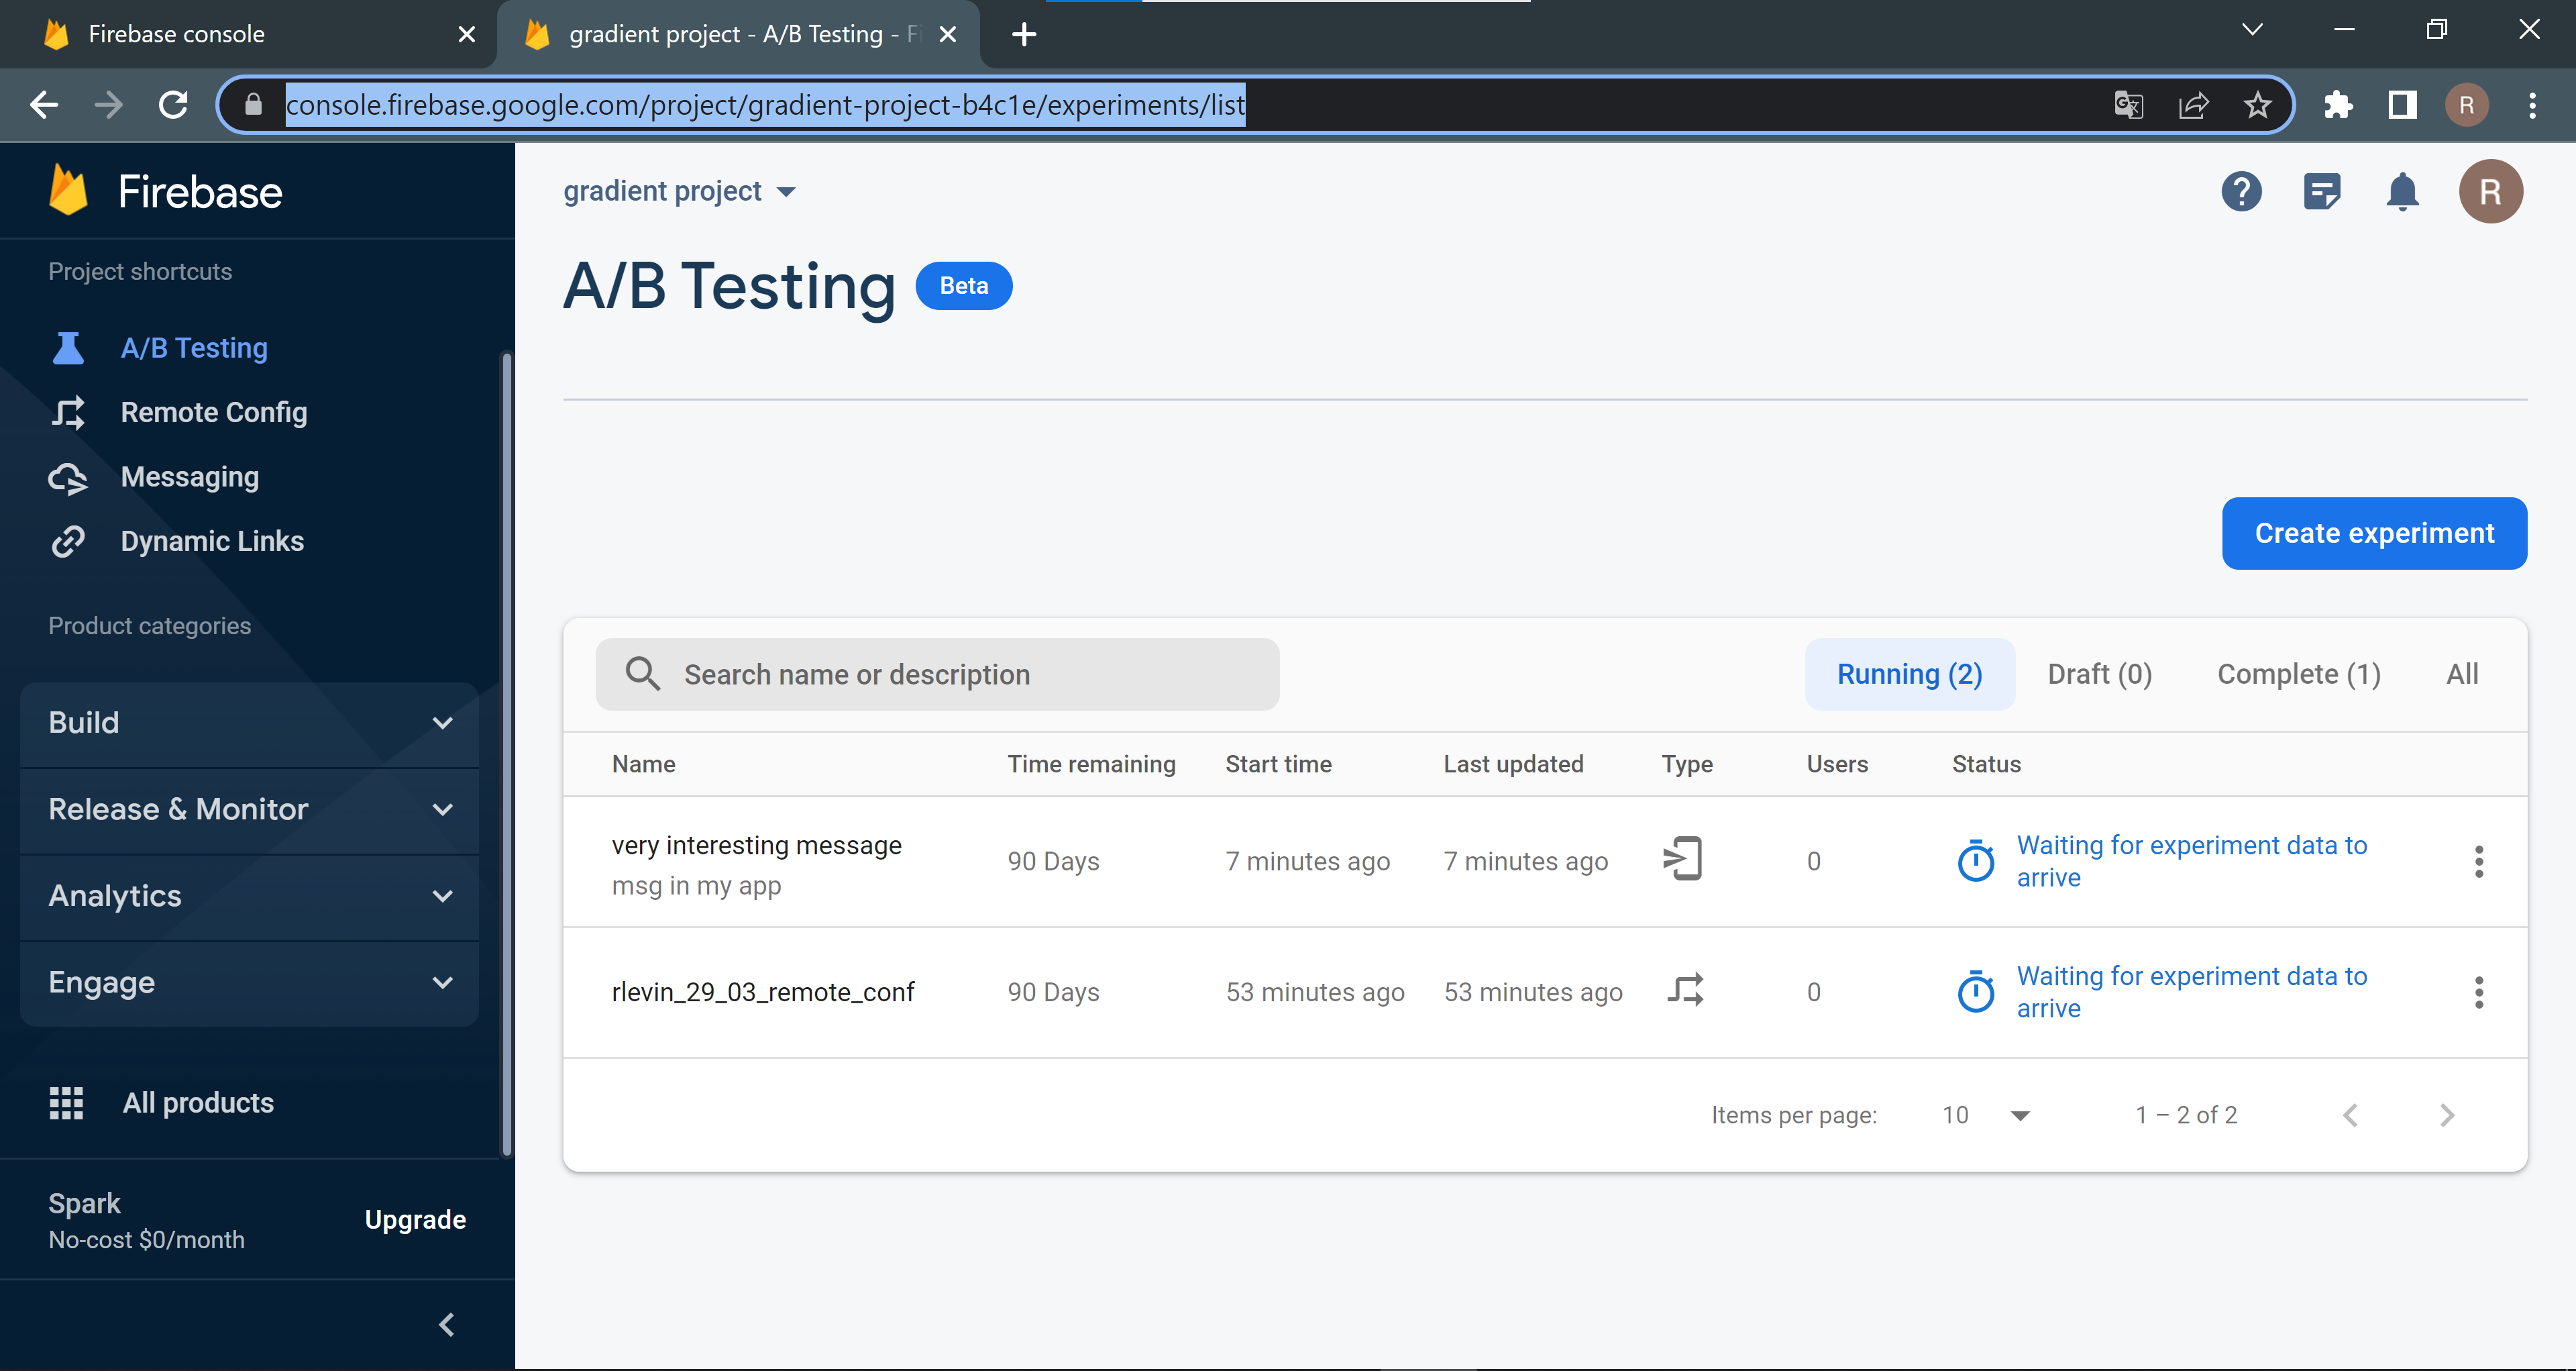 Firebase console
gradient project - A/B Testing - F
console.firebase.google.com/project/gradient-project-b4c1e/experiments/list
R
Firebase
Project shortcuts
A/B Testing
Remote Config
Messaging
Dynamic Links
Product categories
Build
Release & Monitor
Analytics
Engage
All products
Spark
No-cost $0/month
Upgrade
gradient project
R
A/B Testing
Beta
Create experiment
Search name or description
Running (2)
Draft (0)
Complete (1)
All
Name
Time remaining
Start time
Last updated
Type
Users
Status
very interesting message
msg in my app
90 Days
7 minutes ago
7 minutes ago
0
Waiting for experiment data to
arrive
rlevin_29_03_remote_conf
90 Days
53 minutes ago
53 minutes ago
0
Waiting for experiment data to
arrive
Items per page:
10
1 – 2 of 2